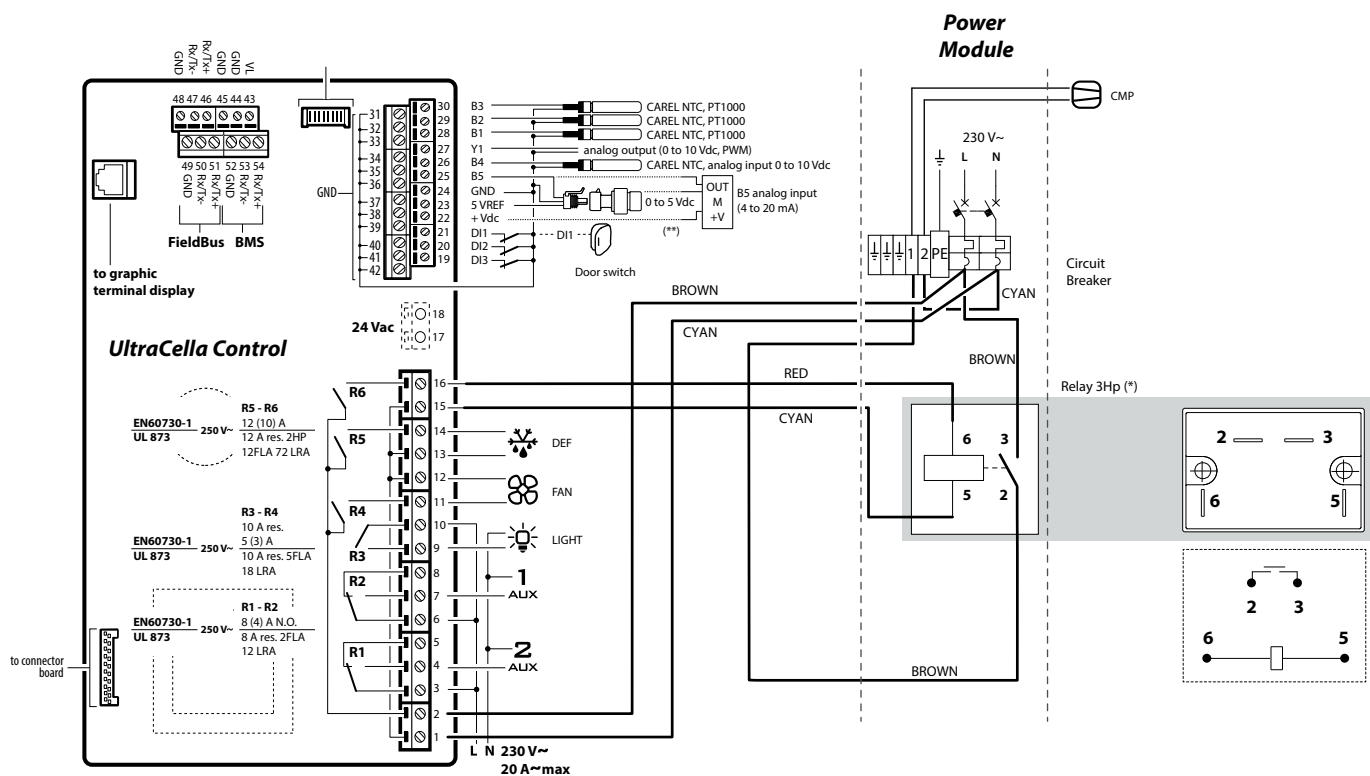 Power
Module
GND
Rx/Tx-
Rx/Tx+
GND
GND
VL
48 47 46 45 44 43
49 50 51 52 53 54
GND
Rx/Tx-
Rx/Tx+
GND
Rx/Tx-
Rx/Tx+
FieldBus BMS
to graphic
terminal display
GND
31
32
33
34
35
36
37
38
39
40
41
42
30
29
28
27
26
25
24
23
22
21
20
19
B3 CAREL NTC, PT1000
B2 CAREL NTC, PT1000
B1 CAREL NTC, PT1000
Y1 analog output (0 to 10 Vdc, PWM)
B4 CAREL NTC, analog input 0 to 10 Vdc
B5
GND
5 VREF
+ Vdc
DI1
DI2
DI3
0 to 5 Vdc
OUT
M
+V
B5 analog input
(4 to 20 mA)
(**)
DI1
Door switch
CMP
230 V~
L N
1 2 PE
Circuit
Breaker
BROWN
CYAN
CYAN
BROWN
24 Vac
18
17
UltraCella Control
RED
CYAN
Relay 3Hp (*)
EN60730-1
UL 873
250 V~
R5 - R6
12 (10) A
12 A res. 2HP
12FLA 72 LRA
EN60730-1
UL 873
250 V~
R3 - R4
10 A res.
5 (3) A
10 A res. 5FLA
18 LRA
EN60730-1
UL 873
250 V~
R1 - R2
8 (4) A N.O.
8 A res. 2FLA
12 LRA
R6
R5
R4
R3
R2
R1
16
15
14
13
12
11
10
9
8
7
6
5
4
3
2
1
DEF
FAN
LIGHT
1
AUX
2
AUX
6 3
5 2
2 3
6 5
2 3
6 5
BROWN
to connector
board
L N 230 V~
20 A~max